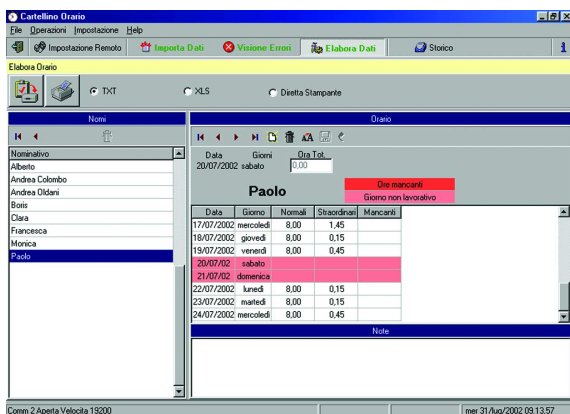 Cartellino Orario
File Operazioni Impostazione Help
Impostazione Remoto Importa Dati Visione Errori Elabora Dati Storico
Elabora Orario
TXT XLS Diretta Stampante
Nomi
Nominativo
Alberto
Andrea Colombo
Andrea Oldani
Boris
Clara
Francesca
Monica
Paolo
Orario
Data Giorni Ora Tot.
20/07/2002 sabato 0,00
Paolo
Ore mancanti
Giorno non lavorativo
Data Giorno Normali Straordinari Mancanti
17/07/2002 mercoledì 8,00 1,45
18/07/2002 giovedì 8,00 0,15
19/07/2002 venerdì 8,00 0,45
20/07/02 sabato
21/07/02 domenica
22/07/2002 lunedì 8,00 0,15
23/07/2002 martedì 8,00 0,15
24/07/2002 mercoledì 8,00 0,45
Note
Comm 2 Aperta Velocita 19200 mer 31/lug/2002 09.13.57